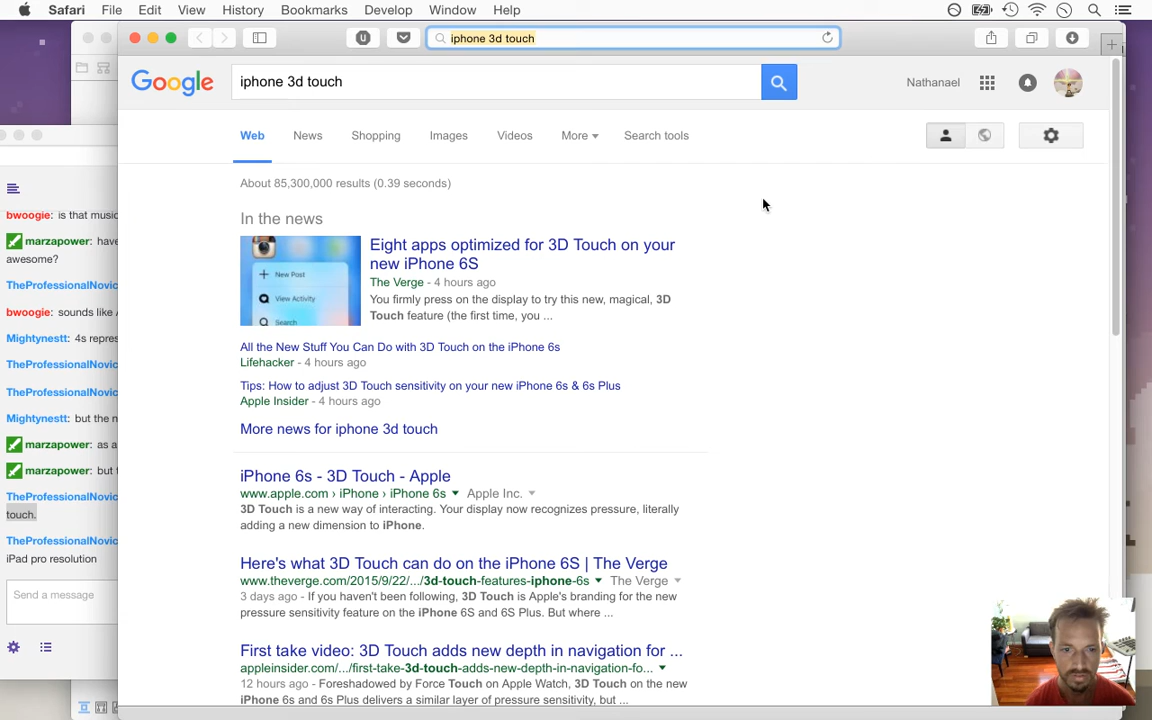 Safari File Edit View History Bookmarks Develop Window Help
iphone 3d touch
Google iphone 3d touch Nathanael
Web News Shopping Images Videos More Search tools
About 85,300,000 results (0.39 seconds)
In the news
New Post
View Activity
Search
Eight apps optimized for 3D Touch on your
new iPhone 6S
The Verge - 4 hours ago
You firmly press on the display to try this new, magical, 3D
Touch feature (the first time, you ...
All the New Stuff You Can Do with 3D Touch on the iPhone 6s
Lifehacker - 4 hours ago
Tips: How to adjust 3D Touch sensitivity on your new iPhone 6s & 6s Plus
Apple Insider - 4 hours ago
More news for iphone 3d touch
iPhone 6s - 3D Touch - Apple
www.apple.com › iPhone › iPhone 6s Apple Inc.
3D Touch is a new way of interacting. Your display now recognizes pressure, literally
adding a new dimension to iPhone.
Here's what 3D Touch can do on the iPhone 6S | The Verge
www.theverge.com/2015/9/22/.../3d-touch-features-iphone-6s The Verge
3 days ago - If you haven't been following, 3D Touch is Apple's branding for the new
pressure sensitivity feature on the iPhone 6S and 6S Plus. But where ...
First take video: 3D Touch adds new depth in navigation for ...
appleinsider.com/.../first-take-3d-touch-adds-new-depth-in-navigation-fo...
12 hours ago - Foreshadowed by Force Touch on Apple Watch, 3D Touch on the new
iPhone 6s and 6s Plus delivers a similar layer of pressure sensitivity, but ...
bwoogie: is that music
marzapower: have
awesome?
TheProfessionalNovic
bwoogie: sounds like
Mightynestt: 4s repres
TheProfessionalNovic
TheProfessionalNovic
Mightynestt: but the n
marzapower: as a
marzapower: but
TheProfessionalNovic
touch.
TheProfessionalNovic
iPad pro resolution
Send a message